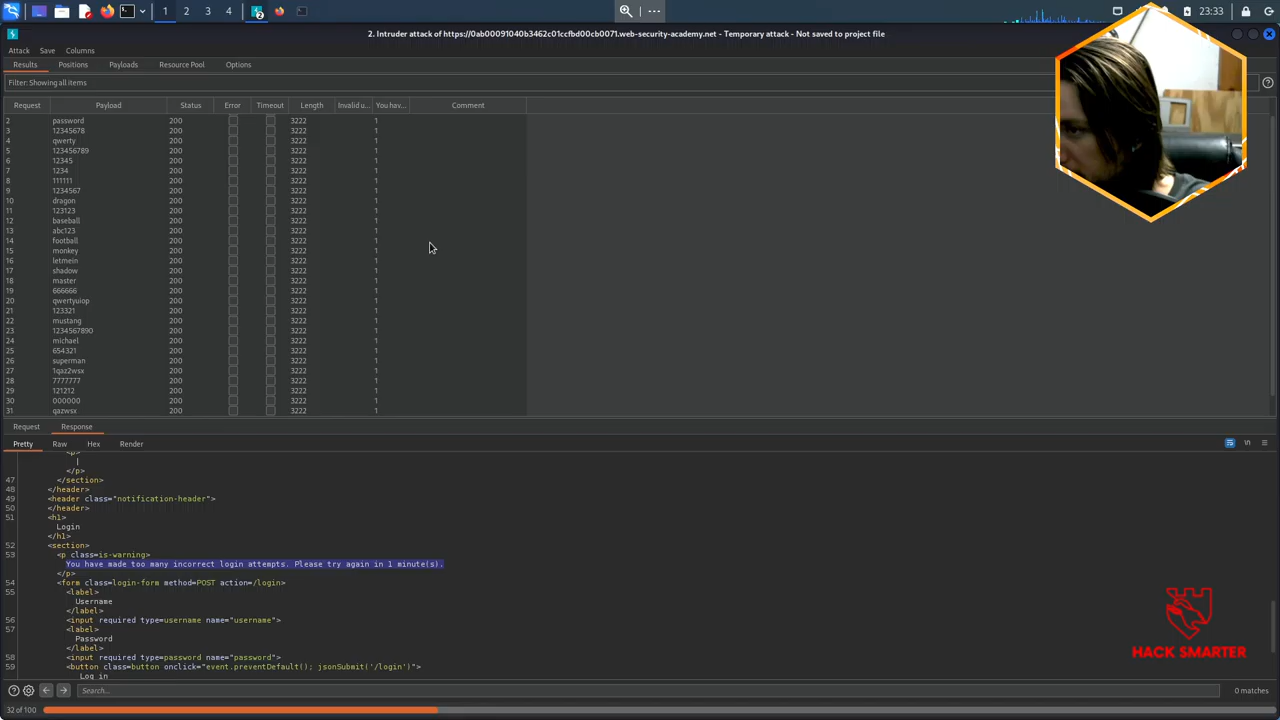 1 2 3 4 2 23:33
2. Intruder attack of https://0ab00091040b3462c01ccfbd00cb0071.web-security-academy.net - Temporary attack - Not saved to project file
Attack Save Columns
Results Positions Payloads Resource Pool Options
Filter: Showing all items
Request Payload Status Error Timeout Length Invalid u... You hav... Comment
2 password 200 3222 1
3 12345678 200 3222 1
4 qwerty 200 3222 1
5 123456789 200 3222 1
6 12345 200 3222 1
7 1234 200 3222 1
8 111111 200 3222 1
9 1234567 200 3222 1
10 dragon 200 3222 1
11 123123 200 3222 1
12 baseball 200 3222 1
13 abc123 200 3222 1
14 football 200 3222 1
15 monkey 200 3222 1
16 letmein 200 3222 1
17 shadow 200 3222 1
18 master 200 3222 1
19 666666 200 3222 1
20 qwertyuiop 200 3222 1
21 123321 200 3222 1
22 mustang 200 3222 1
23 1234567890 200 3222 1
24 michael 200 3222 1
25 654321 200 3222 1
26 superman 200 3222 1
27 1qaz2wsx 200 3222 1
28 7777777 200 3222 1
29 121212 200 3222 1
30 000000 200 3222 1
31 qazwsx 200 3222 1
Request Response
Pretty Raw Hex Render
<p>
|
</p>
47 </section>
48 </header>
49 <header class="notification-header">
50 </header>
51 <h1>
Login
</h1>
52 <section>
53 <p class=is-warning>
You have made too many incorrect login attempts. Please try again in 1 minute(s).
</p>
54 <form class=login-form method=POST action=/login>
55 <label>
Username
</label>
56 <input required type=username name="username">
57 <label>
Password
</label>
58 <input required type=password name="password">
59 <button class=button onclick="event.preventDefault(); jsonSubmit('/login')">
Log in
HACK SMARTER
Search... 0 matches
32 of 100